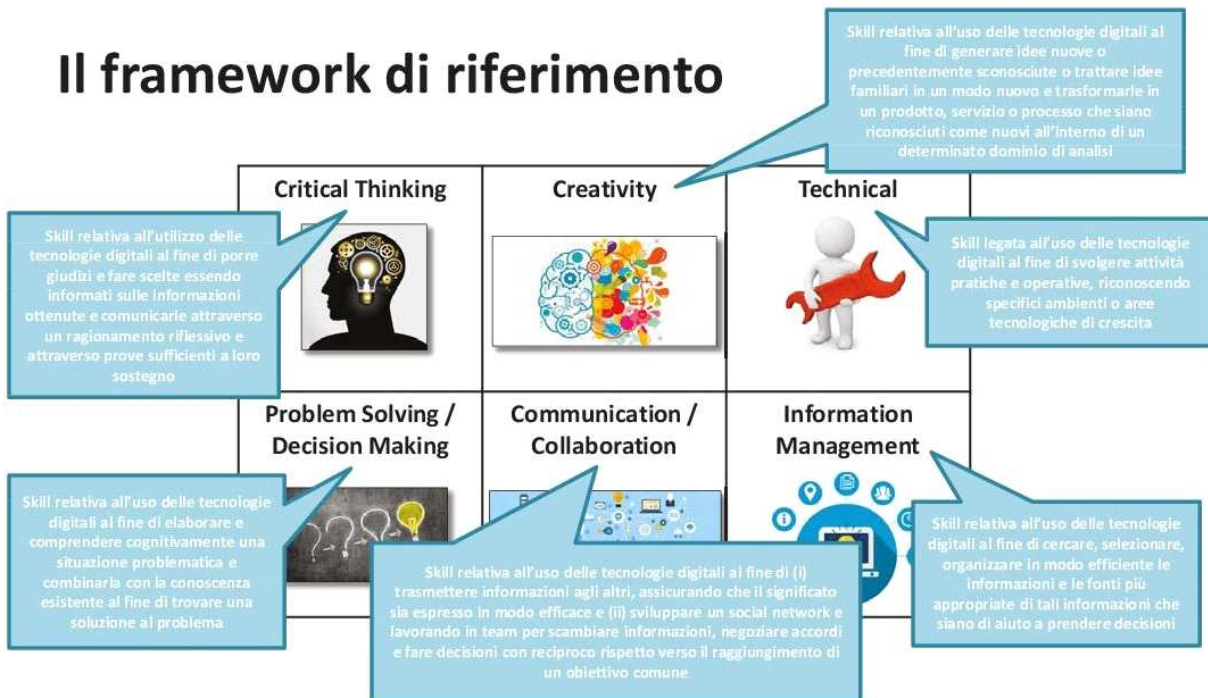 Il framework di riferimento
Skill relativa all'uso delle tecnologie digitali al
fine di generare idee nuove o
precedentemente sconosciute o trattare idee
familiari in un modo nuovo e trasformarle in
un prodotto, servizio o processo che siano
riconosciuti come nuovi all'interno di un
determinato dominio di analisi
Critical Thinking
Creativity
Technical
Skill relativa all'utilizzo delle
tecnologie digitali al fine di porre
giudizi e fare scelte essendo
informati sulle informazioni
ottenute e comunicarle attraverso
un ragionamento riflessivo e
attraverso prove sufficienti a loro
sostegno
Skill legata all'uso delle tecnologie
digitali al fine di svolgere attività
pratiche e operative, riconoscendo
specifici ambienti o aree
tecnologiche di crescita
Problem Solving /
Decision Making
Communication /
Collaboration
Information
Management
Skill relativa all'uso delle tecnologie
digitali al fine di elaborare e
comprendere cognitivamente una
situazione problematica e
combinarla con la conoscenza
esistente al fine di trovare una
soluzione al problema
Skill relativa all'uso delle tecnologie digitali al fine di (i)
trasmettere informazioni agli altri, assicurando che il significato
sia espresso in modo efficace e (ii) sviluppare un social network e
lavorando in team per scambiare informazioni, negoziare accordi
e fare decisioni con reciproco rispetto verso il raggiungimento di
un obiettivo comune
Skill relativa all'uso delle tecnologie
digitali al fine di cercare, selezionare,
organizzare in modo efficiente le
informazioni e le fonti più
appropriate di tali informazioni che
siano di aiuto a prendere decisioni